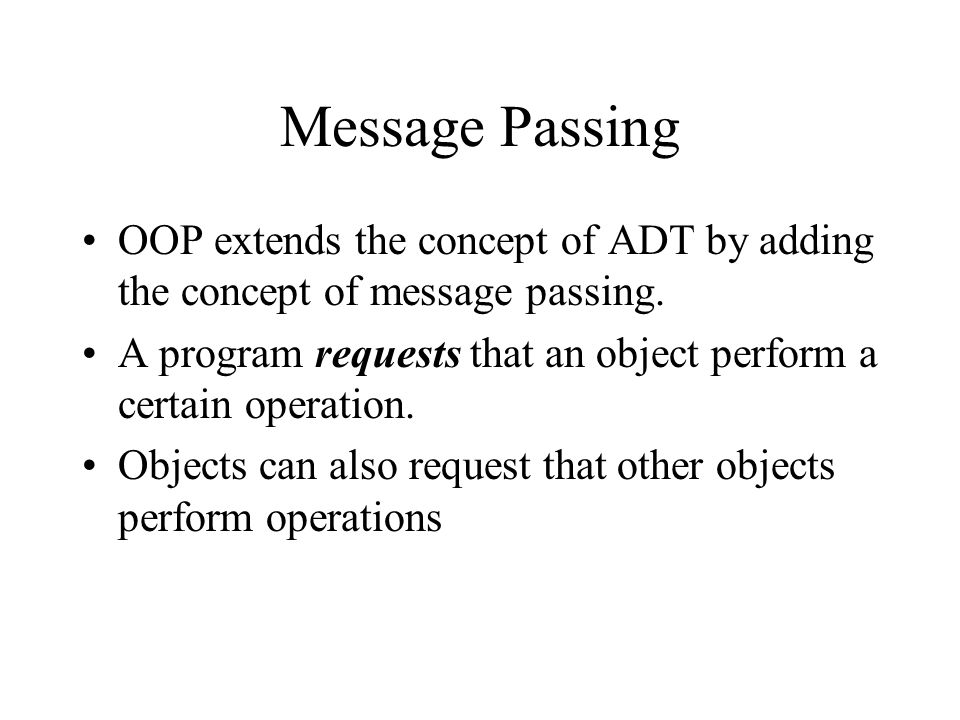 Message Passing
• OOP extends the concept of ADT by adding
the concept of message passing.
• A program requests that an object perform a
certain operation.
• Objects can also request that other objects
perform operations